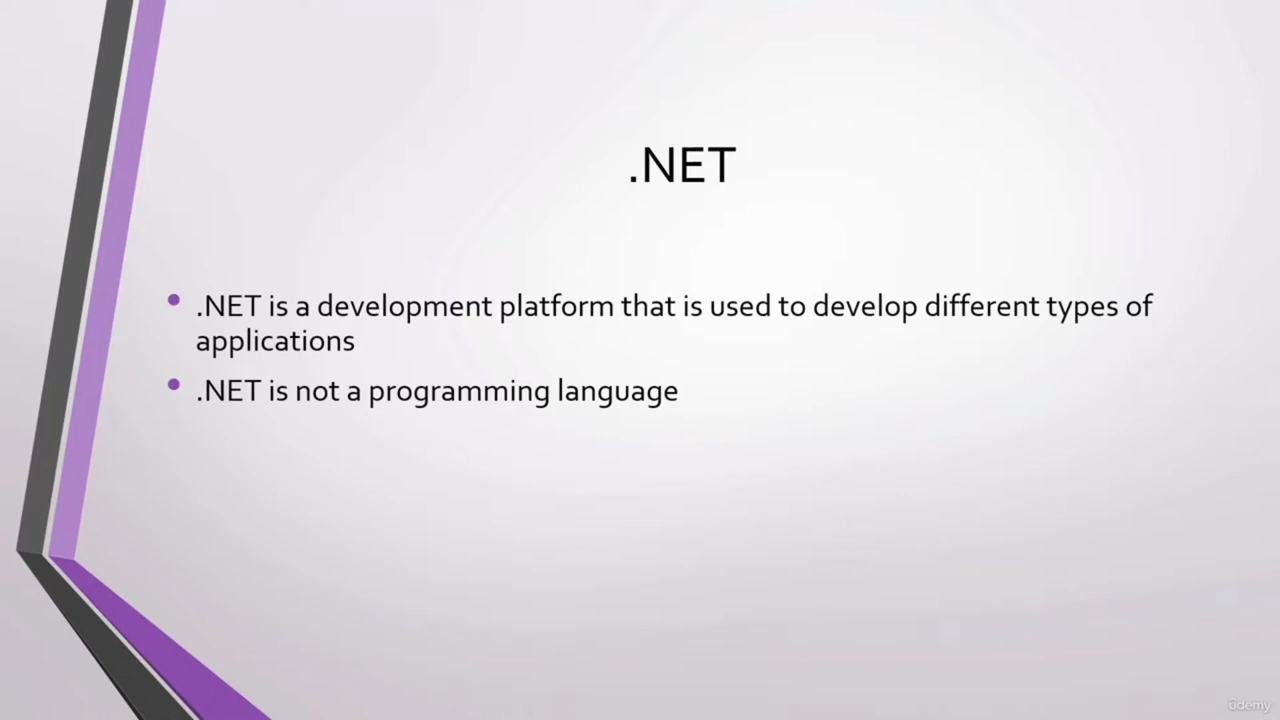 .NET
• .NET is a development platform that is used to develop different types of
applications
• .NET is not a programming language
ûdemy